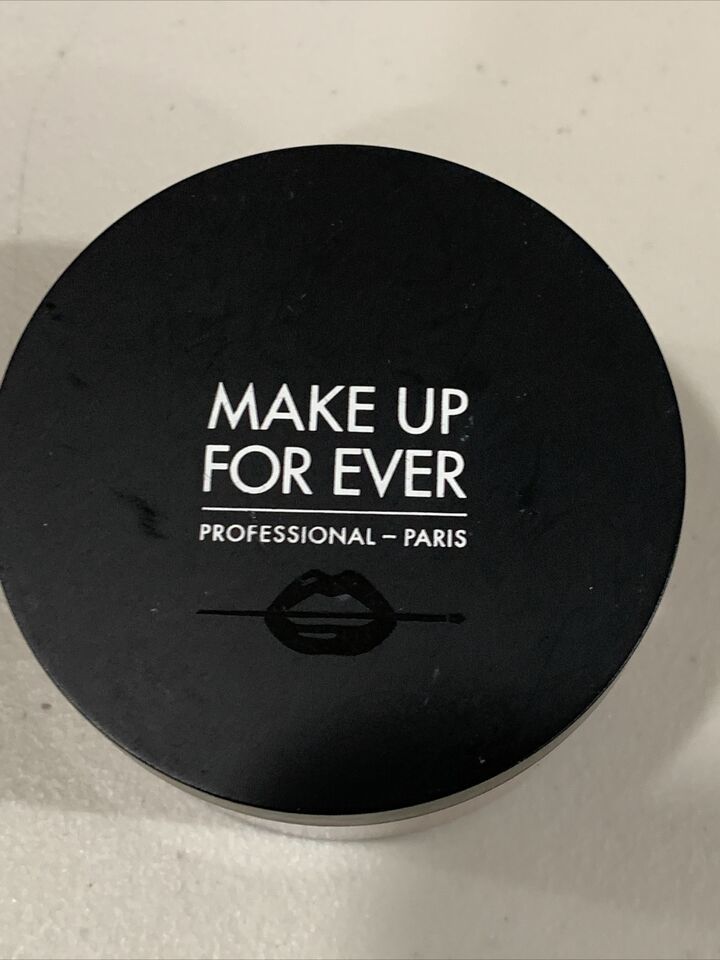 MAKE UP
FOR EVER
PROFESSIONAL – PARIS